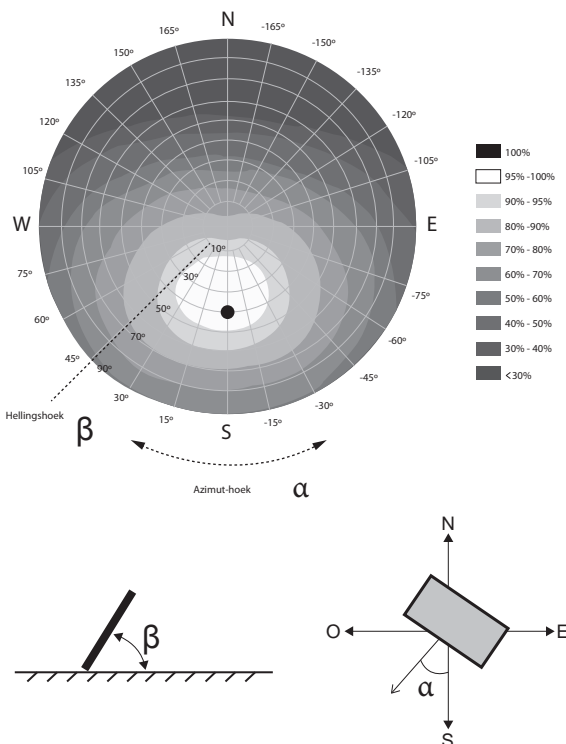 N
165º
-165º
150º
-150º
135º
-135º
120º
-120º
105º
-105º
W
E
75º
-75º
60º
-60º
45º
-45º
30º
-30º
15º
-15º
S
10º
30º
50º
70º
90º
Hellingshoek
β
Azimut-hoek
α
100%
95% -100%
90% - 95%
80% -90%
70% - 80%
60% - 70%
50% - 60%
40% - 50%
30% - 40%
<30%
β
N
O
E
α
S